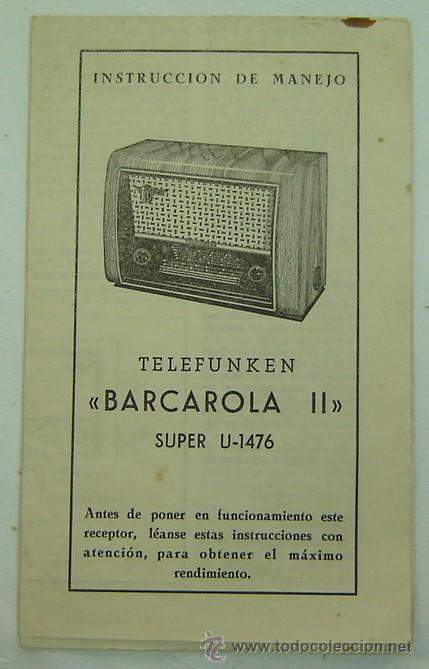 INSTRUCCION DE MANEJO
TELEFUNKEN
«BARCAROLA II»
SUPER U-1476
Antes de poner en funcionamiento este
receptor, léanse estas instrucciones con
atención, para obtener el máximo
rendimiento.
www.todocoleccion.net